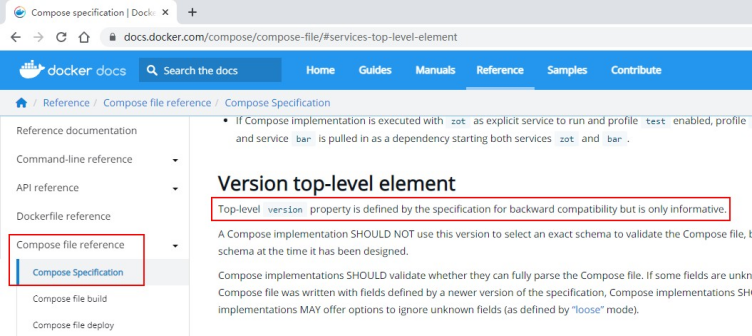 Compose specification | Dock
docs.docker.com/compose/compose-file/#services-top-level-element
docker docs
Search the docs
Home Guides Manuals Reference Samples Contribute
/ Reference / Compose file reference / Compose Specification
Reference documentation
Command-line reference
API reference
Dockerfile reference
Compose file reference
Compose Specification
Compose file build
Compose file deploy
If Compose implementation is executed with zot as explicit service to run and profile test enabled, profile
and service bar is pulled in as a dependency starting both services zot and bar .
Version top-level element
Top-level version property is defined by the specification for backward compatibility but is only informative.
A Compose implementation SHOULD NOT use this version to select an exact schema to validate the Compose file, b
schema at the time it has been designed.
Compose implementations SHOULD validate whether they can fully parse the Compose file. If some fields are unkn
Compose file was written with fields defined by a newer version of the specification, Compose implementations SH
implementations MAY offer options to ignore unknown fields (as defined by "loose" mode).